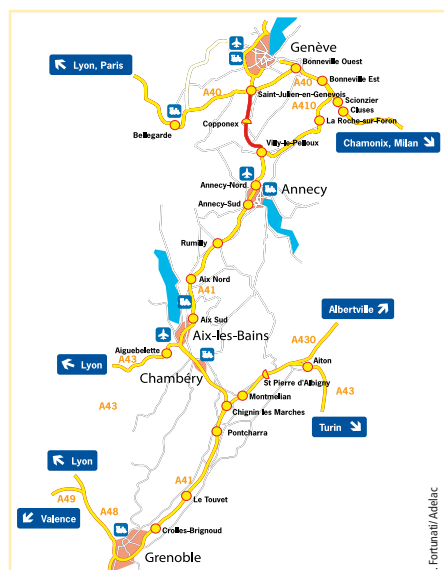 Genève
Lyon, Paris
Bonneville Ouest
Bonneville Est
A40
A40
Saint-Julien-en-Genevois
A410
Scionzier
Cluses
La Roche-sur-Foron
Copponex
Bellegarde
Chamonix, Milan
Villy-le-Pelloux
Annecy-Nord
Annecy
Annecy-Sud
Rumilly
Aix Nord
A41
Albertville
Aix Sud
Aix-les-Bains
A430
Aiguebelette
Aiton
A43
Lyon
Chambéry
St Pierre d'Albigny
A43
Montmélian
A43
Chignin les Marches
Turin
Pontcharra
Lyon
A41
A49
Le Touvet
A48
Valence
Crolles-Brignoud
Grenoble
. Fortunati/ Adelac